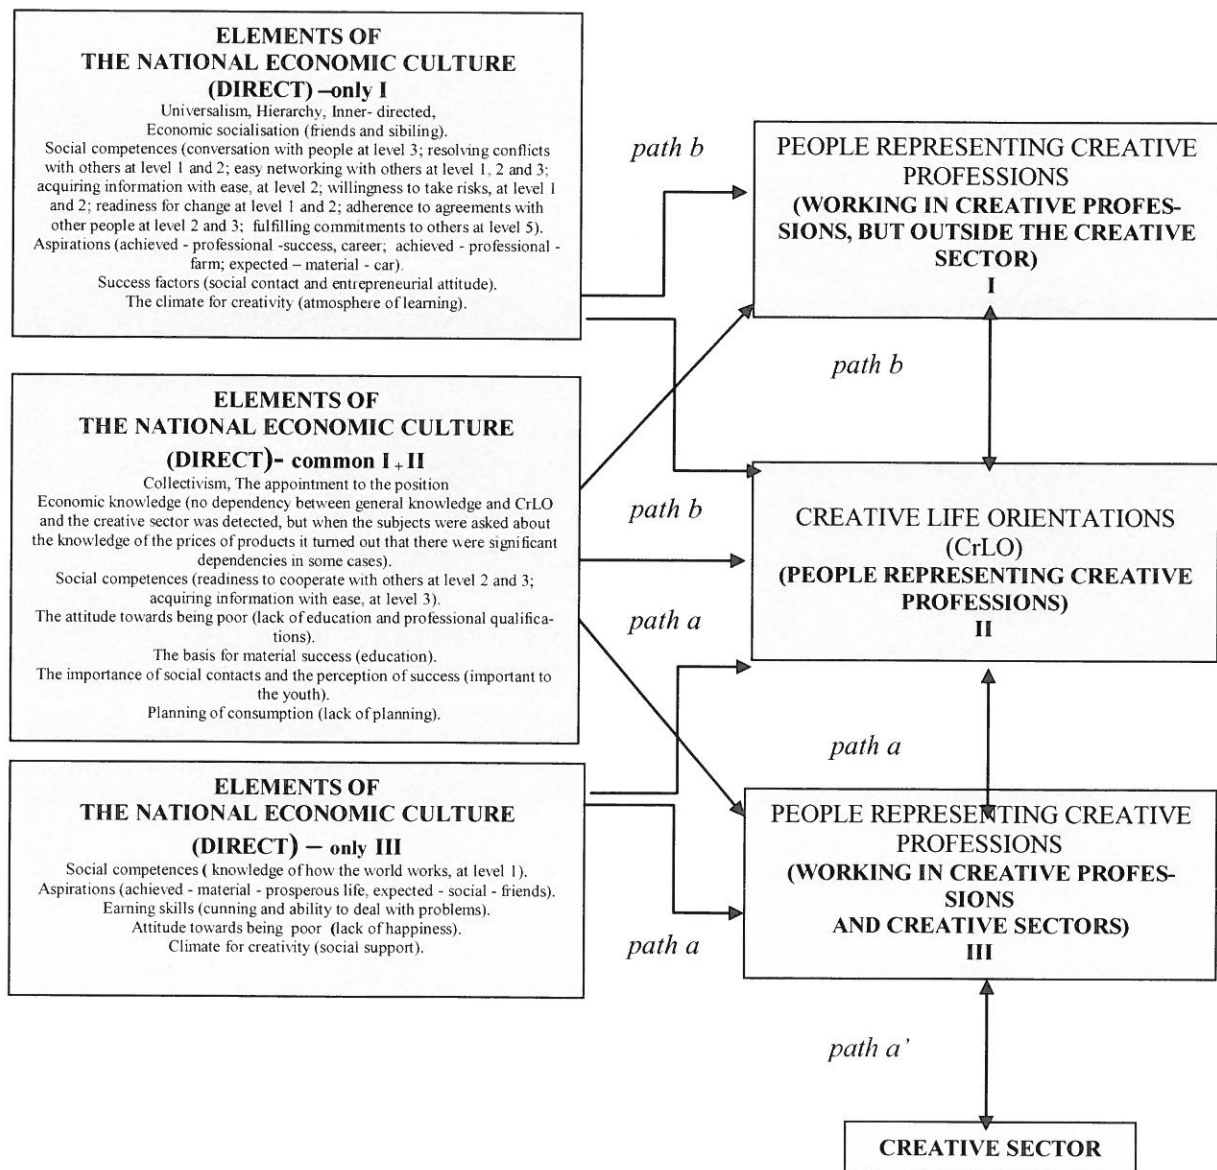 ELEMENTS OF
THE NATIONAL ECONOMIC CULTURE
(DIRECT) –only I
Universalism, Hierarchy, Inner- directed,
Economic socialisation (friends and sibiling).
Social competences (conversation with people at level 3; resolving conflicts
with others at level 1 and 2; easy networking with others at level 1, 2 and 3;
acquiring information with ease, at level 2; willingness to take risks, at level 1
and 2; readiness for change at level 1 and 2; adherence to agreements with
other people at level 2 and 3; fulfilling commitments to others at level 5).
Aspirations (achieved - professional -success, career; achieved - professional -
farm; expected – material - car).
Success factors (social contact and entrepreneurial attitude).
The climate for creativity (atmosphere of learning).
path b
PEOPLE REPRESENTING CREATIVE
PROFESSIONS
(WORKING IN CREATIVE PROFES-
SIONS, BUT OUTSIDE THE CREATIVE
SECTOR)
I
path b
ELEMENTS OF
THE NATIONAL ECONOMIC CULTURE
(DIRECT)- common I + II
Collectivism, The appointment to the position
Economic knowledge (no dependency between general knowledge and CrLO
and the creative sector was detected, but when the subjects were asked about
the knowledge of the prices of products it turned out that there were significant
dependencies in some cases).
Social competences (readiness to cooperate with others at level 2 and 3;
acquiring information with ease, at level 3).
The attitude towards being poor (lack of education and professional qualifica-
tions).
The basis for material success (education).
The importance of social contacts and the perception of success (important to
the youth).
Planning of consumption (lack of planning).
path b
path a
CREATIVE LIFE ORIENTATIONS
(CrLO)
(PEOPLE REPRESENTING CREATIVE
PROFESSIONS)
II
path a
ELEMENTS OF
THE NATIONAL ECONOMIC CULTURE
(DIRECT) – only III
Social competences ( knowledge of how the world works, at level 1).
Aspirations (achieved - material - prosperous life, expected - social - friends).
Earning skills (cunning and ability to deal with problems).
Attitude towards being poor (lack of happiness).
Climate for creativity (social support).
path a
PEOPLE REPRESENTING CREATIVE
PROFESSIONS
(WORKING IN CREATIVE PROFES-
SIONS
AND CREATIVE SECTORS)
III
path a’
CREATIVE SECTOR